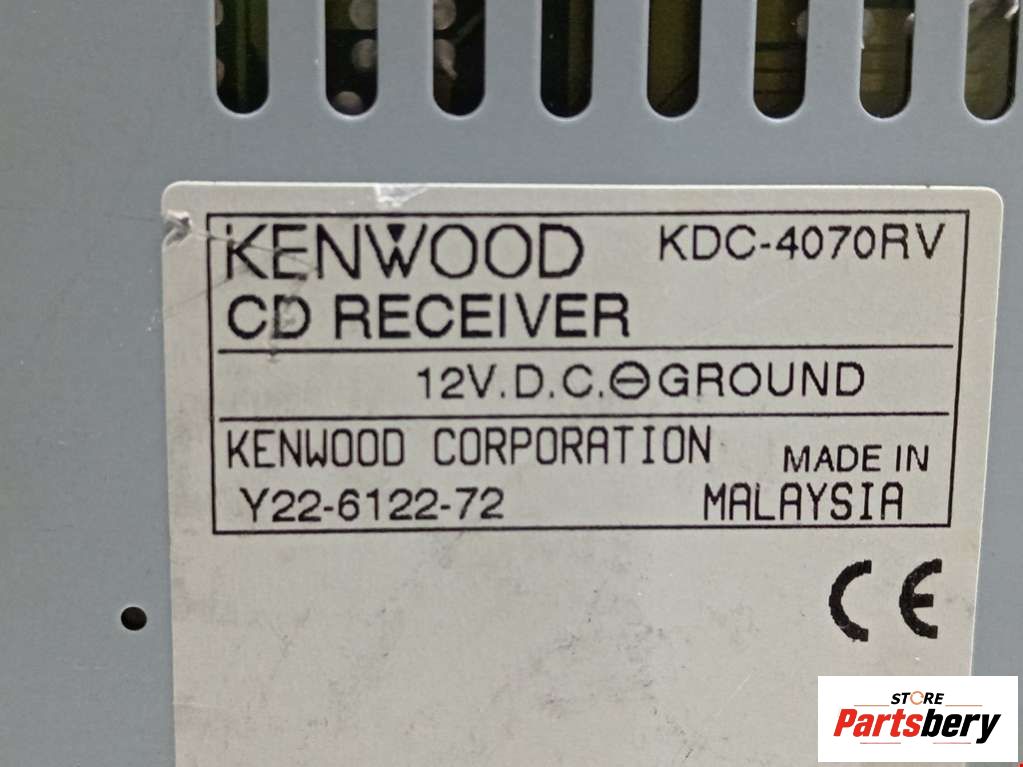 KENWOOD KDC-4070RV
CD RECEIVER
12V.D.C.⊖GROUND
KENWOOD CORPORATION MADE IN
Y22-6122-72 MALAYSIA
CE
STORE
Partsbery